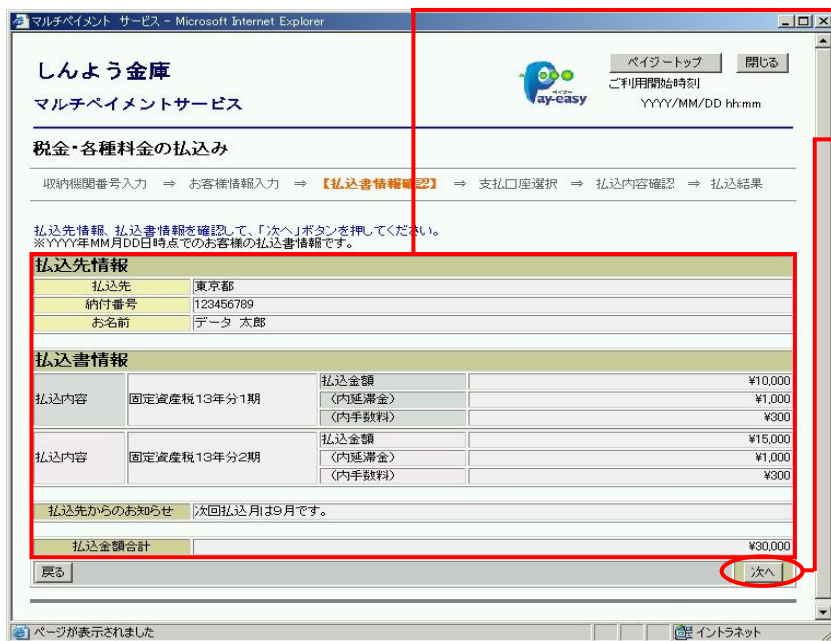 マルチペイメント サービス - Microsoft Internet Explorer
しんよう金庫
マルチペイメントサービス
ペイジー
Pay-easy
ペイジートップ 閉じる
ご利用開始時刻
YYYY/MM/DD hh:mm
税金・各種料金の払込み
収納機関番号入力 ⇒ お客様情報入力 ⇒ 【払込書情報確認】 ⇒ 支払口座選択 ⇒ 払込内容確認 ⇒ 払込結果
払込先情報、払込書情報を確認して、「次へ」ボタンを押してください。
※YYYY年MM月DD日時点でのお客様の払込書情報です。
払込先情報
払込先 東京都
納付番号 123456789
お名前 データ 太郎
払込書情報
払込内容 固定資産税13年分1期 払込金額 ¥10,000
（内延滞金） ¥1,000
（内手数料） ¥300
払込内容 固定資産税13年分2期 払込金額 ¥15,000
（内延滞金） ¥1,000
（内手数料） ¥300
払込先からのお知らせ 次回払込月は9月です。
払込金額合計 ¥30,000
戻る 次へ
ページが表示されました イントラネット